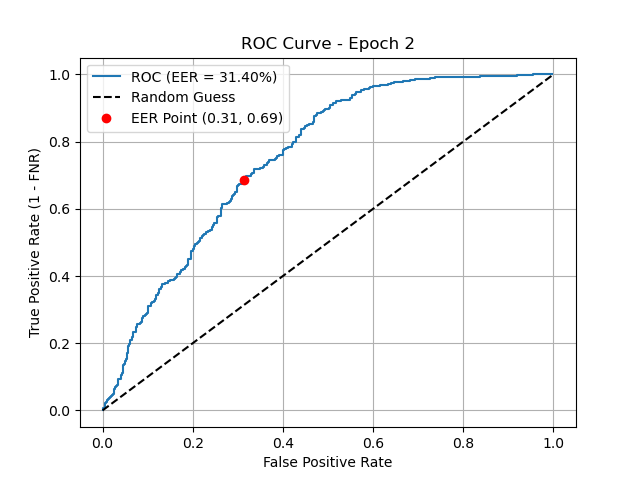 ROC Curve - Epoch 2
ROC (EER = 31.40%)
Random Guess
EER Point (0.31, 0.69)
True Positive Rate (1 - FNR)
1.0
0.8
0.6
0.4
0.2
0.0
0.0 0.2 0.4 0.6 0.8 1.0
False Positive Rate